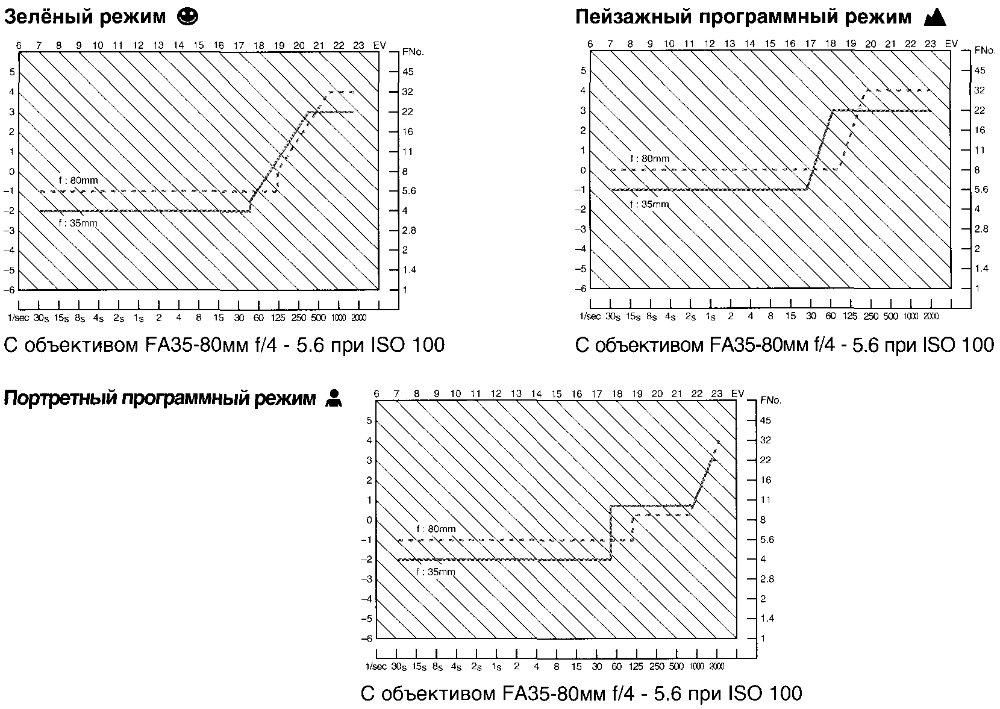 Зелёный режим
6 7 8 9 10 11 12 13 14 15 16 17 18 19 20 21 22 23 EV
FNo.
5 45
4 32
3 22
2 16
1 11
0 8
f : 80mm
–1 5.6
–2 4
f : 35mm
–3 2.8
–4 2
–5 1.4
–6 1
1/sec 30s 15s 8s 4s 2s 1s 2 4 8 15 30 60 125 250 500 1000 2000
С объективом FA35-80мм f/4 - 5.6 при ISO 100
Пейзажный программный режим
6 7 8 9 10 11 12 13 14 15 16 17 18 19 20 21 22 23 EV
FNo.
5 45
4 32
3 22
2 16
1 11
f : 80mm
0 8
–1 5.6
f : 35mm
–2 4
–3 2.8
–4 2
–5 1.4
–6 1
1/sec 30s 15s 8s 4s 2s 1s 2 4 8 15 30 60 125 250 500 1000 2000
С объективом FA35-80мм f/4 - 5.6 при ISO 100
Портретный программный режим
6 7 8 9 10 11 12 13 14 15 16 17 18 19 20 21 22 23 EV
FNo.
5 45
4 32
3 22
2 16
1 11
0 8
f : 80mm
–1 5.6
–2 4
f : 35mm
–3 2.8
–4 2
–5 1.4
–6 1
1/sec 30s 15s 8s 4s 2s 1s 2 4 8 15 30 60 125 250 500 1000 2000
С объективом FA35-80мм f/4 - 5.6 при ISO 100